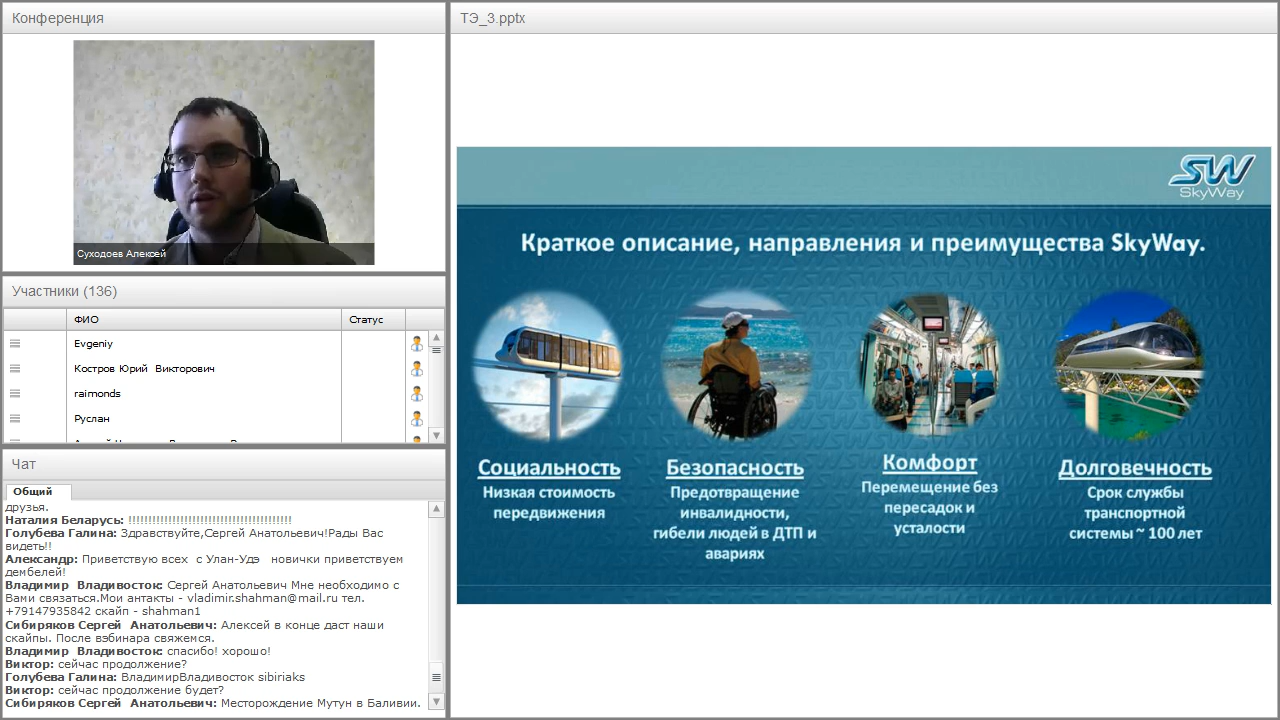 Конференция
Суходоев Алексей
Участники (136)
ФИО
Статус
Evgeniy
Костров Юрий Викторович
raimonds
Руслан
Чат
Общий
друзья.
Наталия Беларусь: !!!!!!!!!!!!!!!!!!!!!!!!!!!!!!!!!!!!!!!!!
Голубева Галина: Здравствуйте,Сергей Анатольевич!Рады Вас
видеть!!
Александр: Приветствую всех с Улан-Удэ новички приветствуем
дембелей!
Владимир Владивосток: Сергей Анатольевич Мне необходимо с
Вами связаться.Мои антакты - vladimir.shahman@mail.ru тел.
+79147935842 скайп - shahman1
Сибиряков Сергей Анатольевич: Алексей в конце даст наши
скайпы. После вэбинара свяжемся.
Владимир Владивосток: спасибо! хорошо!
Виктор: сейчас продолжение?
Голубева Галина: ВладимирВладивосток sibiriaks
Виктор: сейчас продолжение будет?
Сибиряков Сергей Анатольевич: Месторождение Мутун в Баливии.
ТЭ_3.pptx
SW
SkyWay
Краткое описание, направления и преимущества SkyWay.
Социальность
Низкая стоимость
передвижения
Безопасность
Предотвращение
инвалидности,
гибели людей в ДТП и
авариях
Комфорт
Перемещение без
пересадок и
усталости
Долговечность
Срок службы
транспортной
системы ~ 100 лет